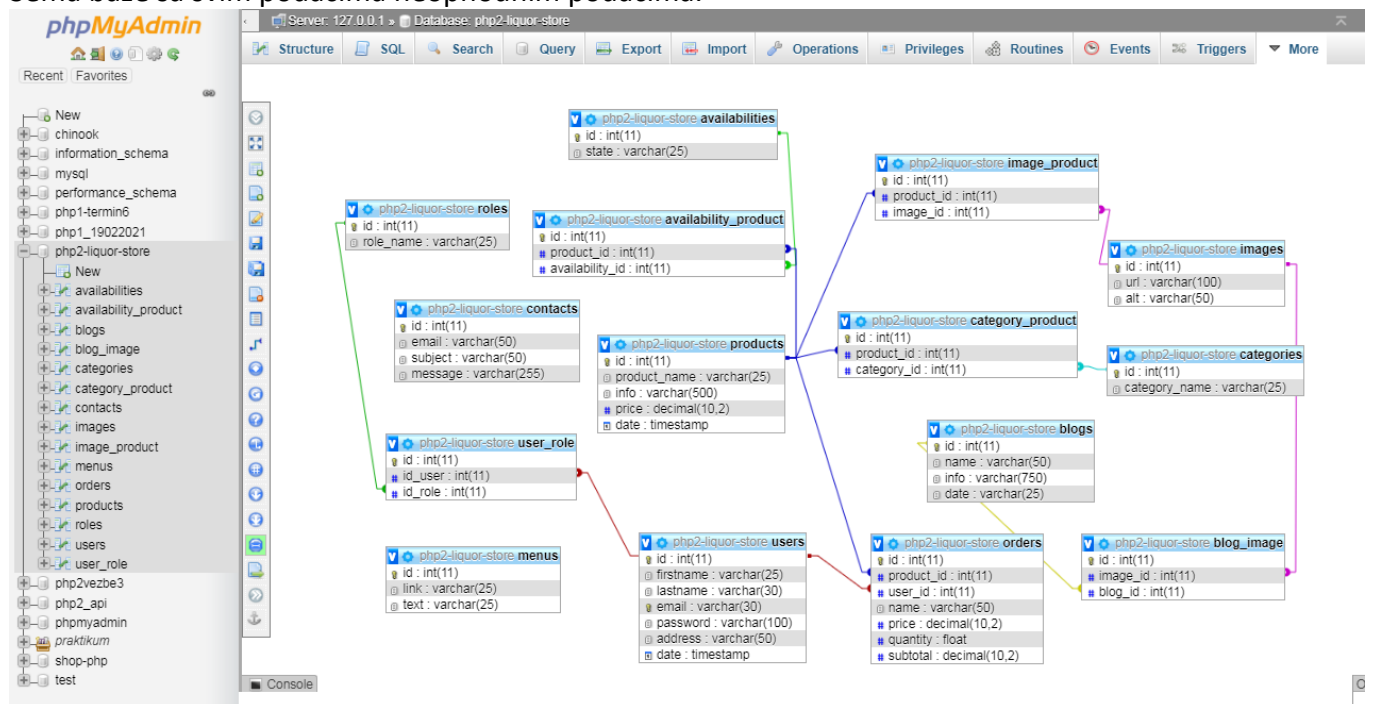 phpMyAdmin
Recent Favorites
New
chinook
information_schema
mysql
performance_schema
php1-termin6
php1_19022021
php2-liquor-store
New
availabilities
availability_product
blogs
blog_image
categories
category_product
contacts
images
image_product
menus
orders
products
roles
users
user_role
php2vezbe3
php2_api
phpmyadmin
praktikum
shop-php
test
Server: 127.0.0.1 » Database: php2-liquor-store
Structure SQL Search Query Export Import Operations Privileges Routines Events Triggers More
php2-liquor-store availabilities
id : int(11)
state : varchar(25)
php2-liquor-store image_product
id : int(11)
product_id : int(11)
image_id : int(11)
php2-liquor-store roles
id : int(11)
role_name : varchar(25)
php2-liquor-store availability_product
id : int(11)
product_id : int(11)
availability_id : int(11)
php2-liquor-store images
id : int(11)
url : varchar(100)
alt : varchar(50)
php2-liquor-store contacts
id : int(11)
email : varchar(50)
subject : varchar(50)
message : varchar(255)
php2-liquor-store products
id : int(11)
product_name : varchar(25)
info : varchar(500)
price : decimal(10,2)
date : timestamp
php2-liquor-store category_product
id : int(11)
product_id : int(11)
category_id : int(11)
php2-liquor-store categories
id : int(11)
category_name : varchar(25)
php2-liquor-store user_role
id : int(11)
id_user : int(11)
id_role : int(11)
php2-liquor-store blogs
id : int(11)
name : varchar(50)
info : varchar(750)
date : varchar(25)
php2-liquor-store menus
id : int(11)
link : varchar(25)
text : varchar(25)
php2-liquor-store users
id : int(11)
firstname : varchar(25)
lastname : varchar(30)
email : varchar(30)
password : varchar(100)
address : varchar(50)
date : timestamp
php2-liquor-store orders
id : int(11)
product_id : int(11)
user_id : int(11)
name : varchar(50)
price : decimal(10,2)
quantity : float
subtotal : decimal(10,2)
php2-liquor-store blog_image
id : int(11)
image_id : int(11)
blog_id : int(11)
Console